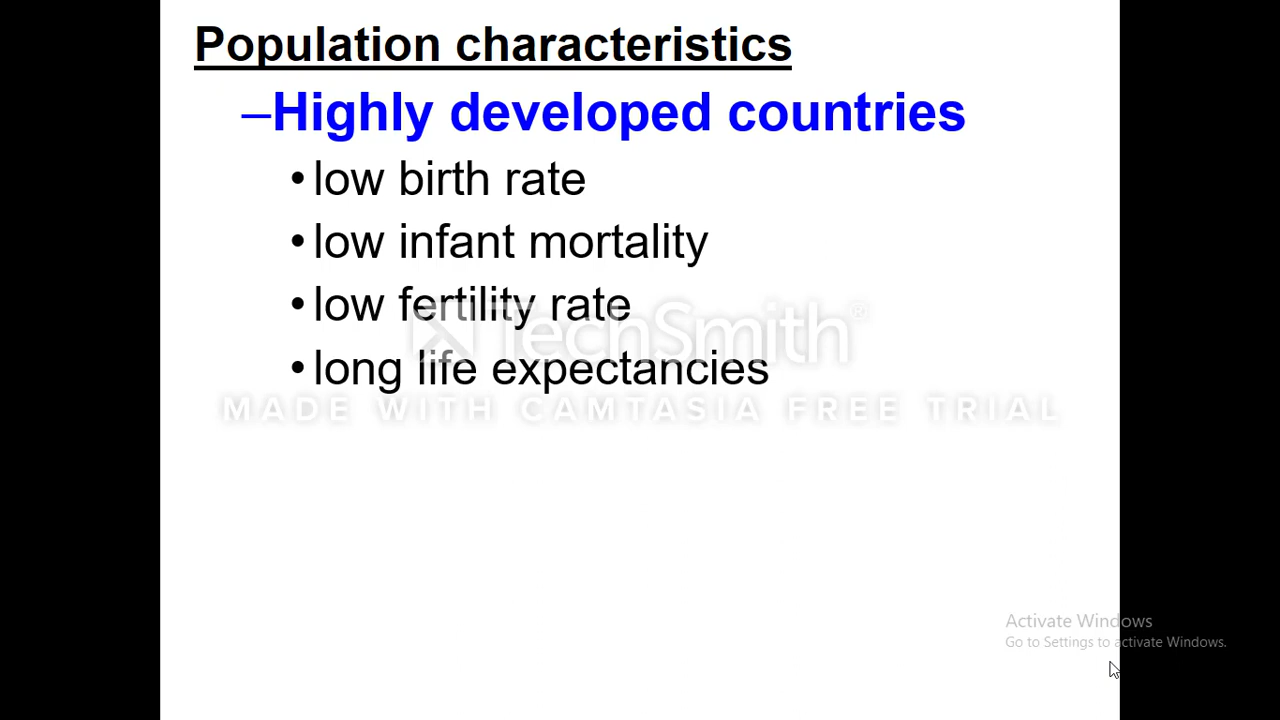 Population characteristics
–Highly developed countries
•low birth rate
•low infant mortality
•low fertility rate
TechSmith®
•long life expectancies
MADE WITH CAMTASIA FREE TRIAL
Activate Windows
Go to Settings to activate Windows.